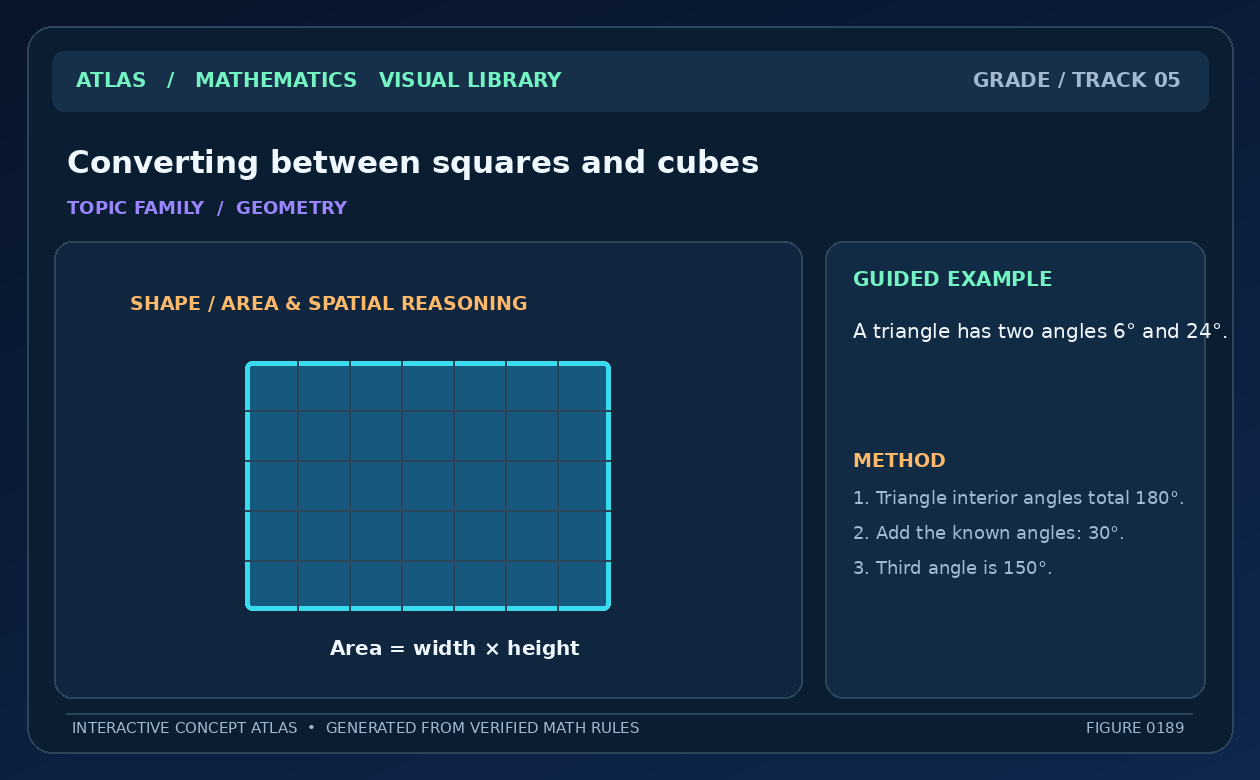 ATLAS / MATHEMATICS VISUAL LIBRARY
GRADE / TRACK 05
Converting between squares and cubes
TOPIC FAMILY / GEOMETRY
SHAPE / AREA & SPATIAL REASONING
Area = width × height
GUIDED EXAMPLE
A triangle has two angles 6° and 24°.
METHOD
1. Triangle interior angles total 180°.
2. Add the known angles: 30°.
3. Third angle is 150°.
INTERACTIVE CONCEPT ATLAS • GENERATED FROM VERIFIED MATH RULES
FIGURE 0189